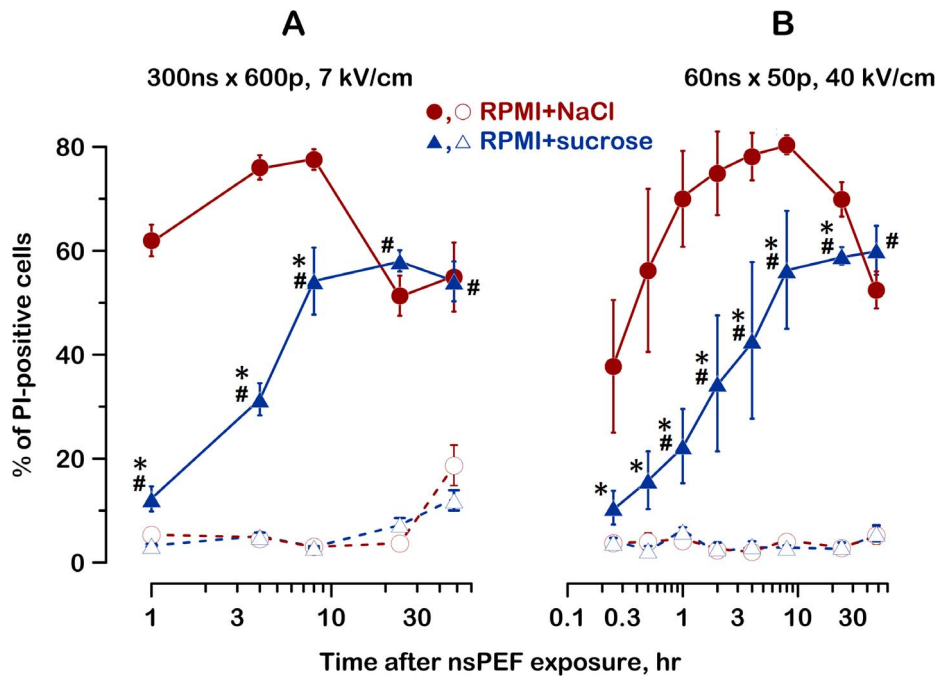 A
B
300ns x 600p, 7 kV/cm
60ns x 50p, 40 kV/cm
, RPMI+NaCl
, RPMI+sucrose
% of PI-positive cells
80
60
40
20
0
*
#
*
#
*
#
#
#
*
*
*
#
*
#
*
#
*
#
*
#
#
1 3 10 30
0.1 0.3 1 3 10 30
Time after nsPEF exposure, hr